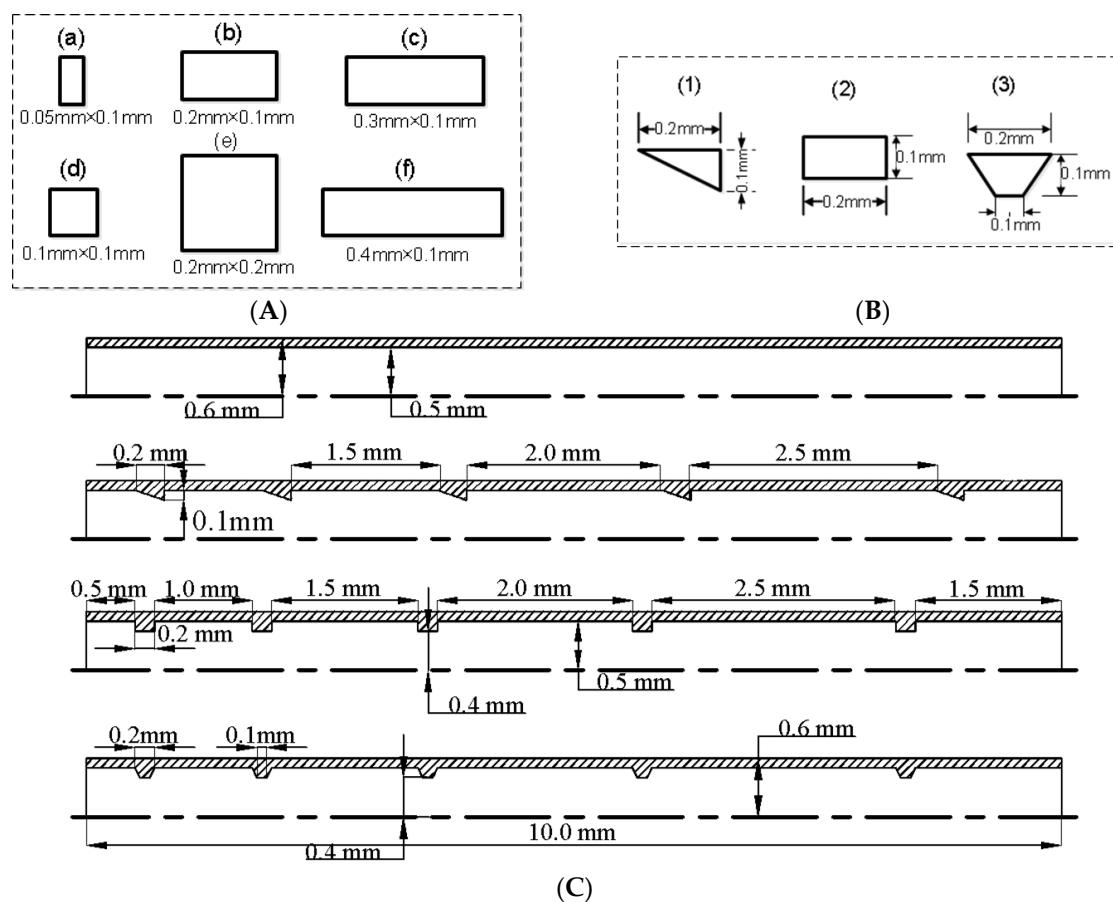 (a) (b) (c)
0.05mm×0.1mm 0.2mm×0.1mm 0.3mm×0.1mm
(d) (e) (f)
0.1mm×0.1mm 0.2mm×0.2mm 0.4mm×0.1mm
(A)
(1) (2) (3)
0.2mm 0.2mm
0.1mm 0.1mm 0.1mm
0.2mm 0.1mm
(B)
0.6 mm 0.5 mm
0.2 mm 1.5 mm 2.0 mm 2.5 mm
0.1mm
0.5 mm 1.0 mm 1.5 mm 2.0 mm 2.5 mm 1.5 mm
0.2 mm
0.4 mm 0.5 mm
0.2mm 0.1mm 0.6 mm
10.0 mm
0.4 mm
(C)